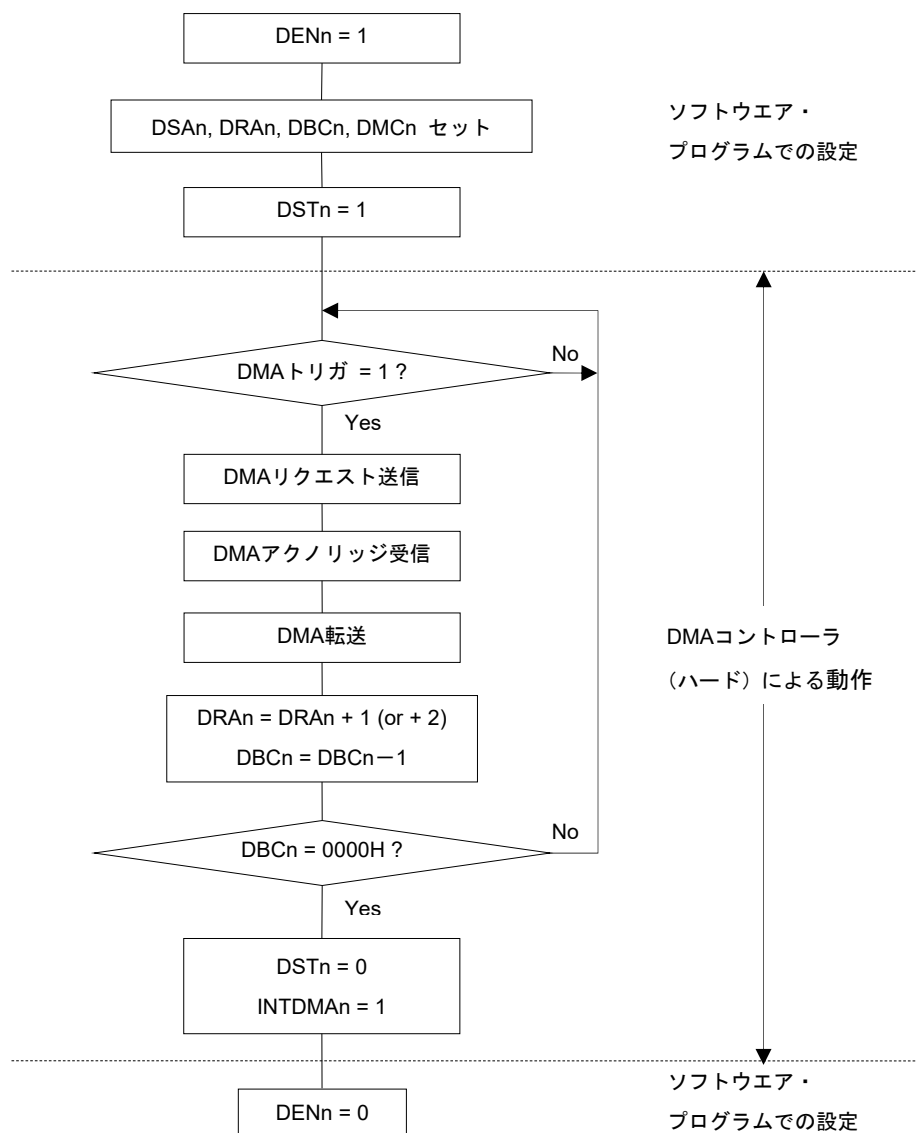 DENn = 1
DSAn, DRAn, DBCn, DMCn セット
ソフトウエア・
プログラムでの設定
DSTn = 1
DMAトリガ = 1 ?
No
Yes
DMAリクエスト送信
DMAアクノリッジ受信
DMA転送
DMAコントローラ
（ハード）による動作
DRAn = DRAn + 1 (or + 2)
DBCn = DBCn－1
DBCn = 0000H ?
No
Yes
DSTn = 0
INTDMAn = 1
DENn = 0
ソフトウエア・
プログラムでの設定